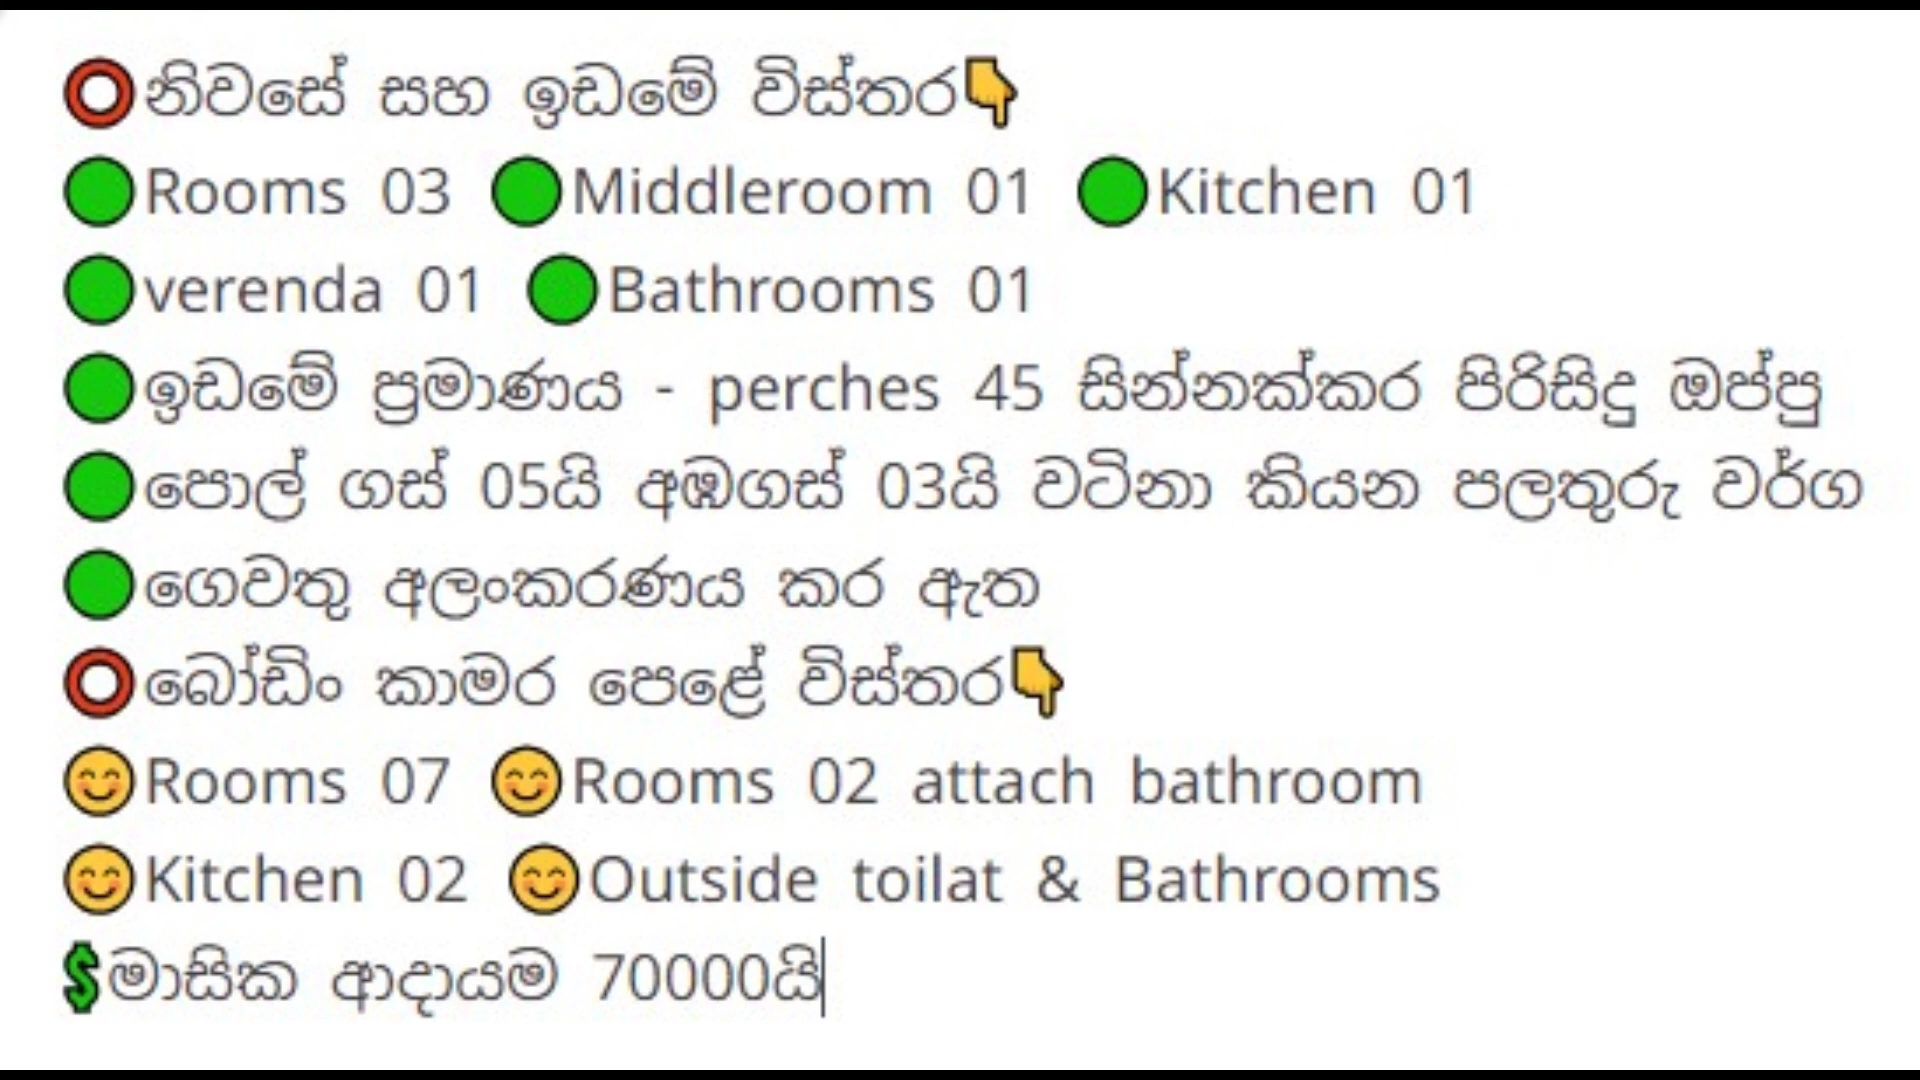 ⭕නිවසේ සහ ඉඩමේ විස්තර👇
🟢Rooms 03 🟢Middleroom 01 🟢Kitchen 01
🟢verenda 01 🟢Bathrooms 01
🟢ඉඩමේ ප්‍රමාණය - perches 45 සින්නක්කර පිරිසිදු ඔප්පු
🟢පොල් ගස් 05යි අඹගස් 03යි වටිනා කියන පලතුරු වර්ග
🟢ගෙවතු අලංකරණය කර ඇත
⭕බෝඩිං කාමර පෙළේ විස්තර👇
😊Rooms 07 😊Rooms 02 attach bathroom
😊Kitchen 02 😊Outside toilat & Bathrooms
💲මාසික ආදායම 70000යි